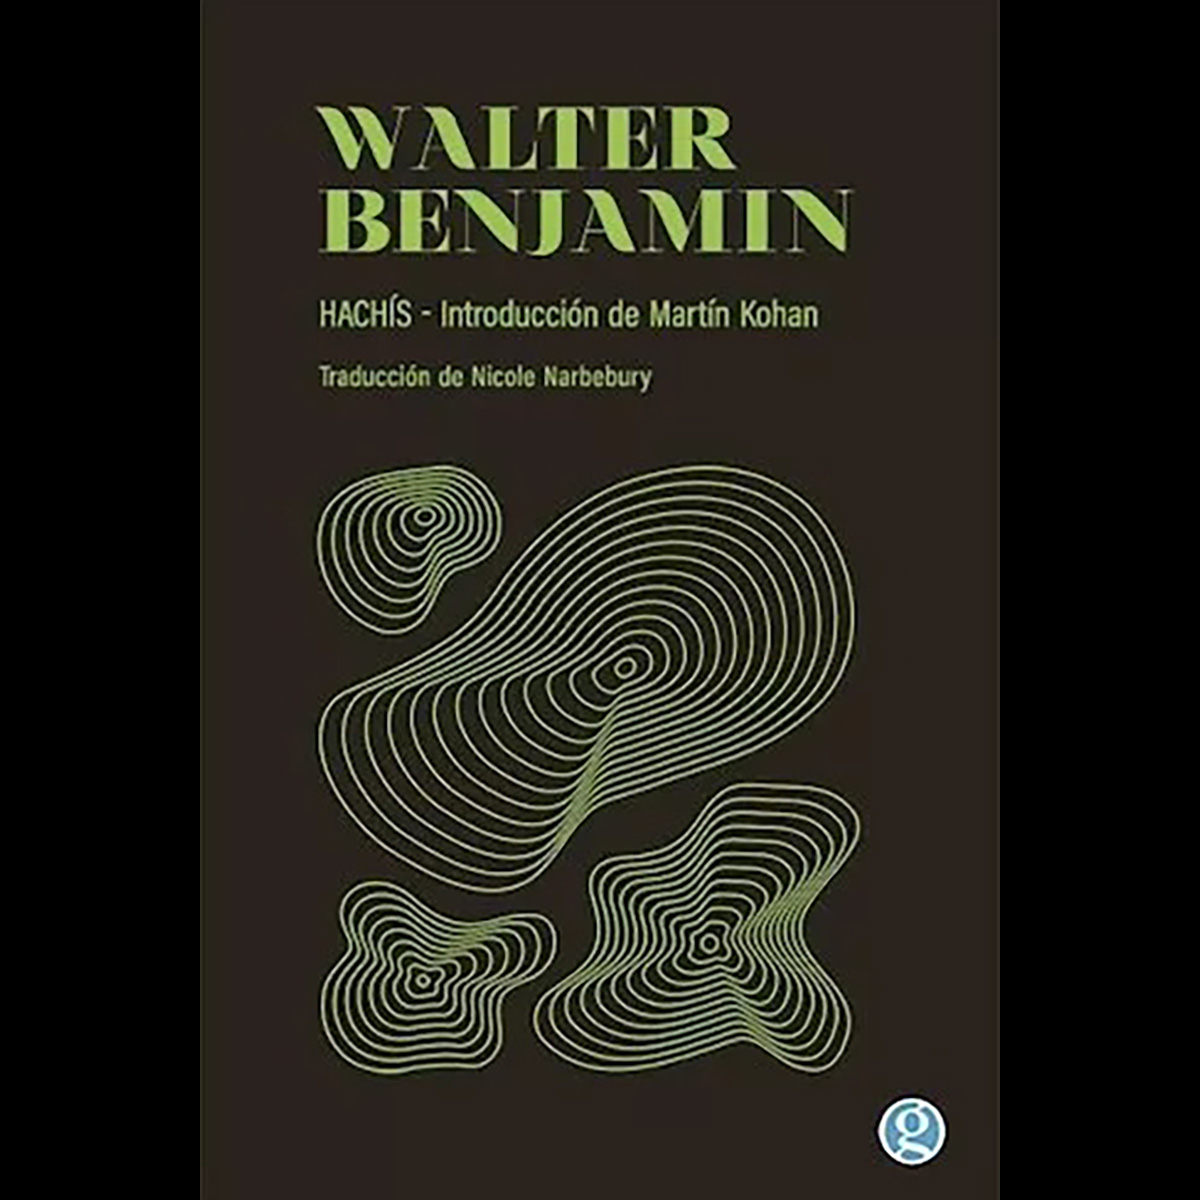 WALTER
BENJAMIN
HACHÍS - Introducción de Martín Kohan
Traducción de Nicole Narbebury
g